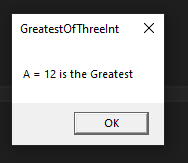 GreatestOfThreeInt
A = 12 is the Greatest
OK